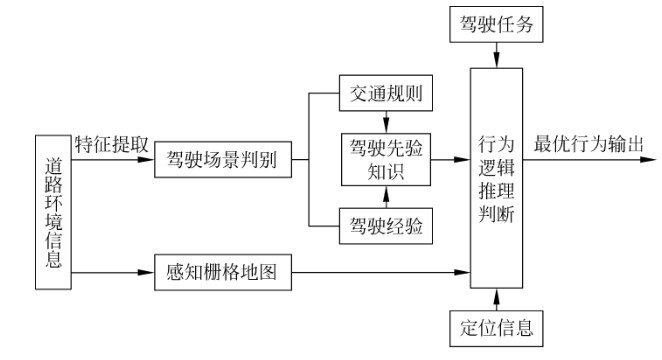 驾驶任务
交通规则
特征提取
道路环境信息
驾驶场景判别
驾驶先验
知识
行为
逻辑
推理
判断
最优行为输出
驾驶经验
感知栅格地图
定位信息